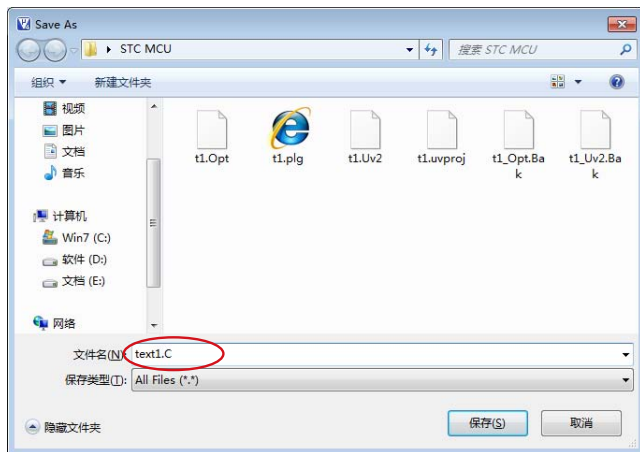 Save As
STC MCU
搜索 STC MCU
组织
新建文件夹
视频
图片
文档
音乐
计算机
Win7 (C:)
软件 (D:)
文档 (E:)
网络
t1.Opt
t1.plg
t1.Uv2
t1.uvproj
t1_Opt.Ba
k
t1_Uv2.Ba
k
文件名(N): text1.C
保存类型(T): All Files (*.*)
隐藏文件夹
保存(S)
取消